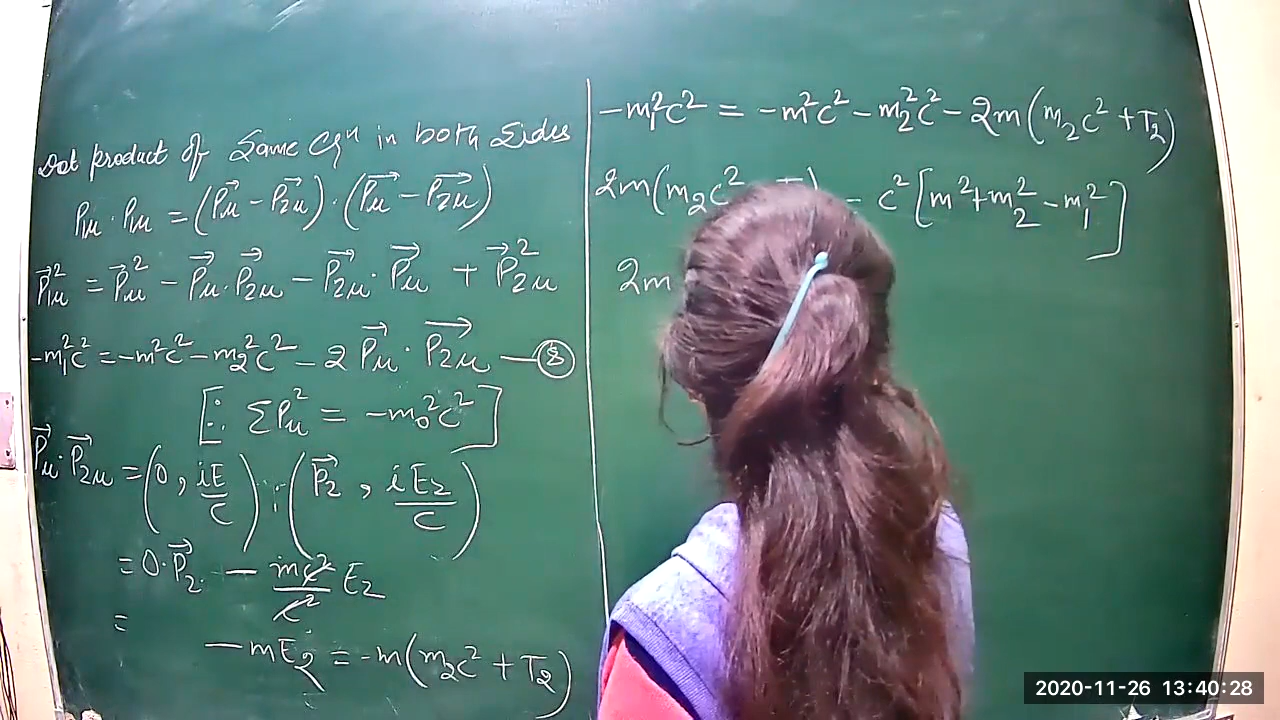 Dot product of Same Eqⁿ in both Sides
Pμ . Pμ = (P⃗μ - P⃗2μ) . (P⃗μ - P⃗2μ)
P⃗1μ² = P⃗μ² - P⃗μ . P⃗2μ - P⃗2μ . P⃗μ + P⃗2μ²
-m₁²c² = -m²c² - m₂²c² - 2 P⃗μ . P⃗2μ — ⑧
[∵ ΣPμ² = -m₀²c²]
P⃗μ . P⃗2μ = (0 , iE/c) . (P⃗₂ , iE₂/c)
= 0 . P⃗₂ - mc²/c² E₂
=
-mE₂ = -m(m₂c² + T₂)
-m₁²c² = -m²c² - m₂²c² - 2m(m₂c² + T₂)
2m(m₂c² = c²[m² + m₂² - m₁²]
2m
2020-11-26 13:40:28